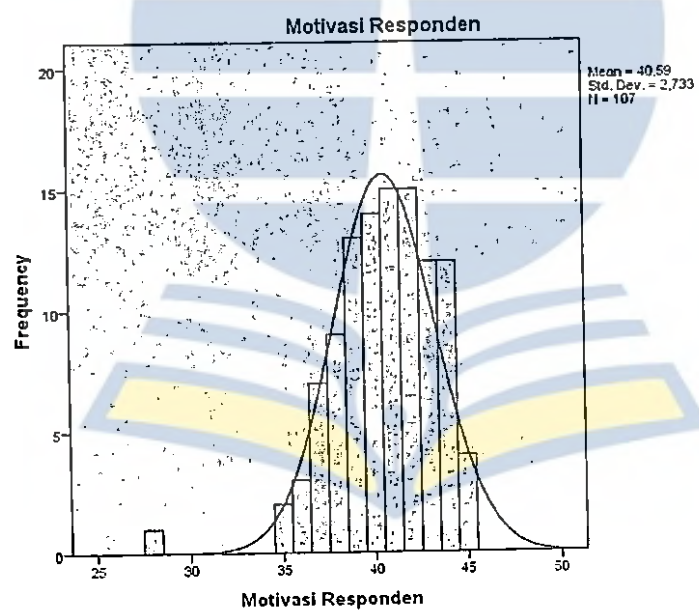 Motivasi Responden
Mean = 40,59
Std. Dev. = 2,733
N = 107
20
15
10
5
0
Frequency
25 30 35 40 45 50
Motivasi Responden